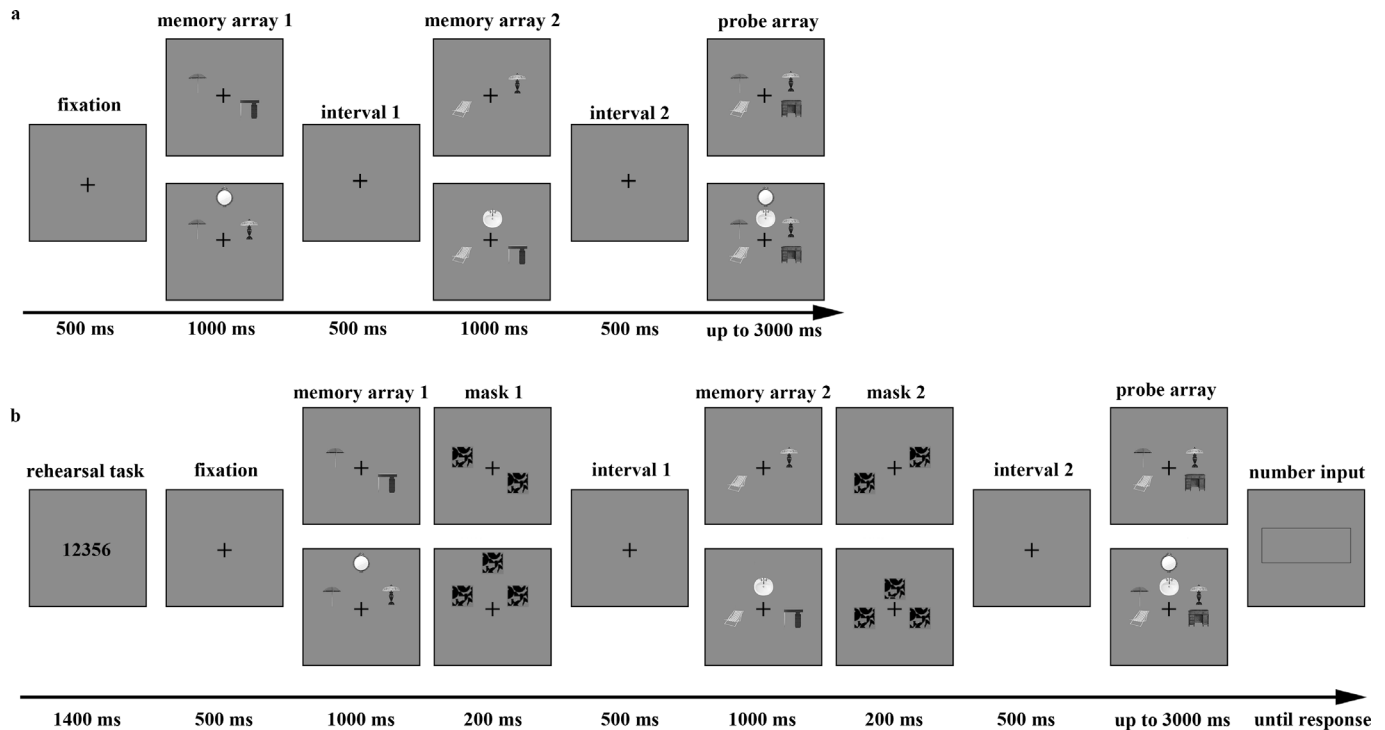 a
memory array 1
memory array 2
probe array
fixation
interval 1
interval 2
500 ms
1000 ms
500 ms
1000 ms
500 ms
up to 3000 ms
b
memory array 1
mask 1
memory array 2
mask 2
probe array
rehearsal task
fixation
interval 1
interval 2
number input
12356
1400 ms
500 ms
1000 ms
200 ms
500 ms
1000 ms
200 ms
500 ms
up to 3000 ms
until response